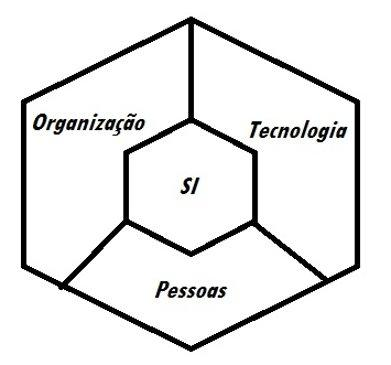 Organização
Tecnologia
SI
Pessoas